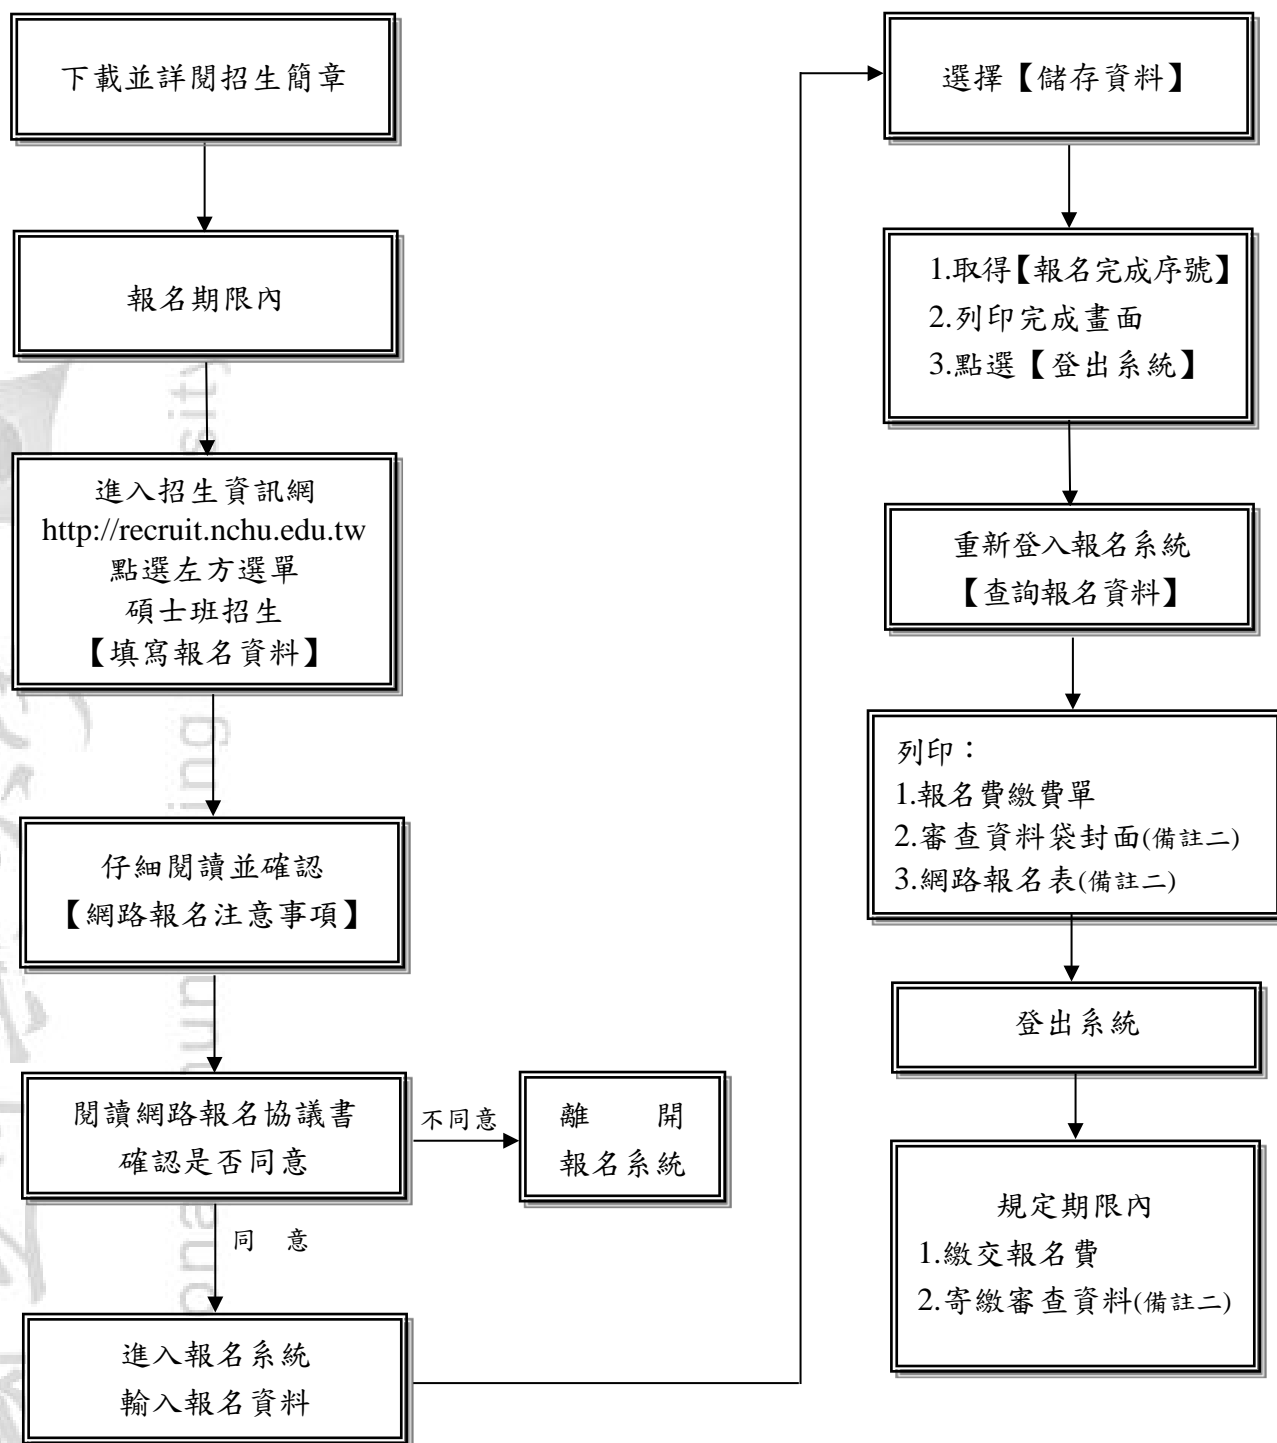 下載並詳閱招生簡章
報名期限內
進入招生資訊網
http://recruit.nchu.edu.tw
點選左方選單
碩士班招生
【填寫報名資料】
仔細閱讀並確認
【網路報名注意事項】
閱讀網路報名協議書
確認是否同意
不同意
離 開
報名系統
同 意
進入報名系統
輸入報名資料
選擇【儲存資料】
1.取得【報名完成序號】
2.列印完成畫面
3.點選【登出系統】
重新登入報名系統
【查詢報名資料】
列印：
1.報名費繳費單
2.審查資料袋封面(備註二)
3.網路報名表(備註二)
登出系統
規定期限內
1.繳交報名費
2.寄繳審查資料(備註二)